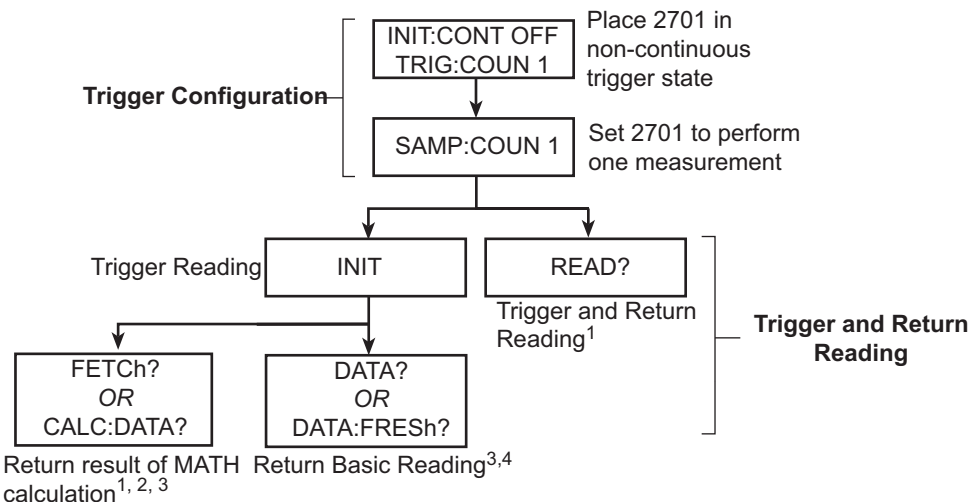 INIT:CONT OFF
TRIG:COUN 1
Place 2701 in
non-continuous
trigger state
Trigger Configuration
SAMP:COUN 1
Set 2701 to perform
one measurement
Trigger Reading
INIT
READ?
Trigger and Return
Reading1
Trigger and Return
Reading
FETCh?
OR
CALC:DATA?
DATA?
OR
DATA:FRESh?
Return result of MATH
calculation1, 2, 3
Return Basic Reading3,4